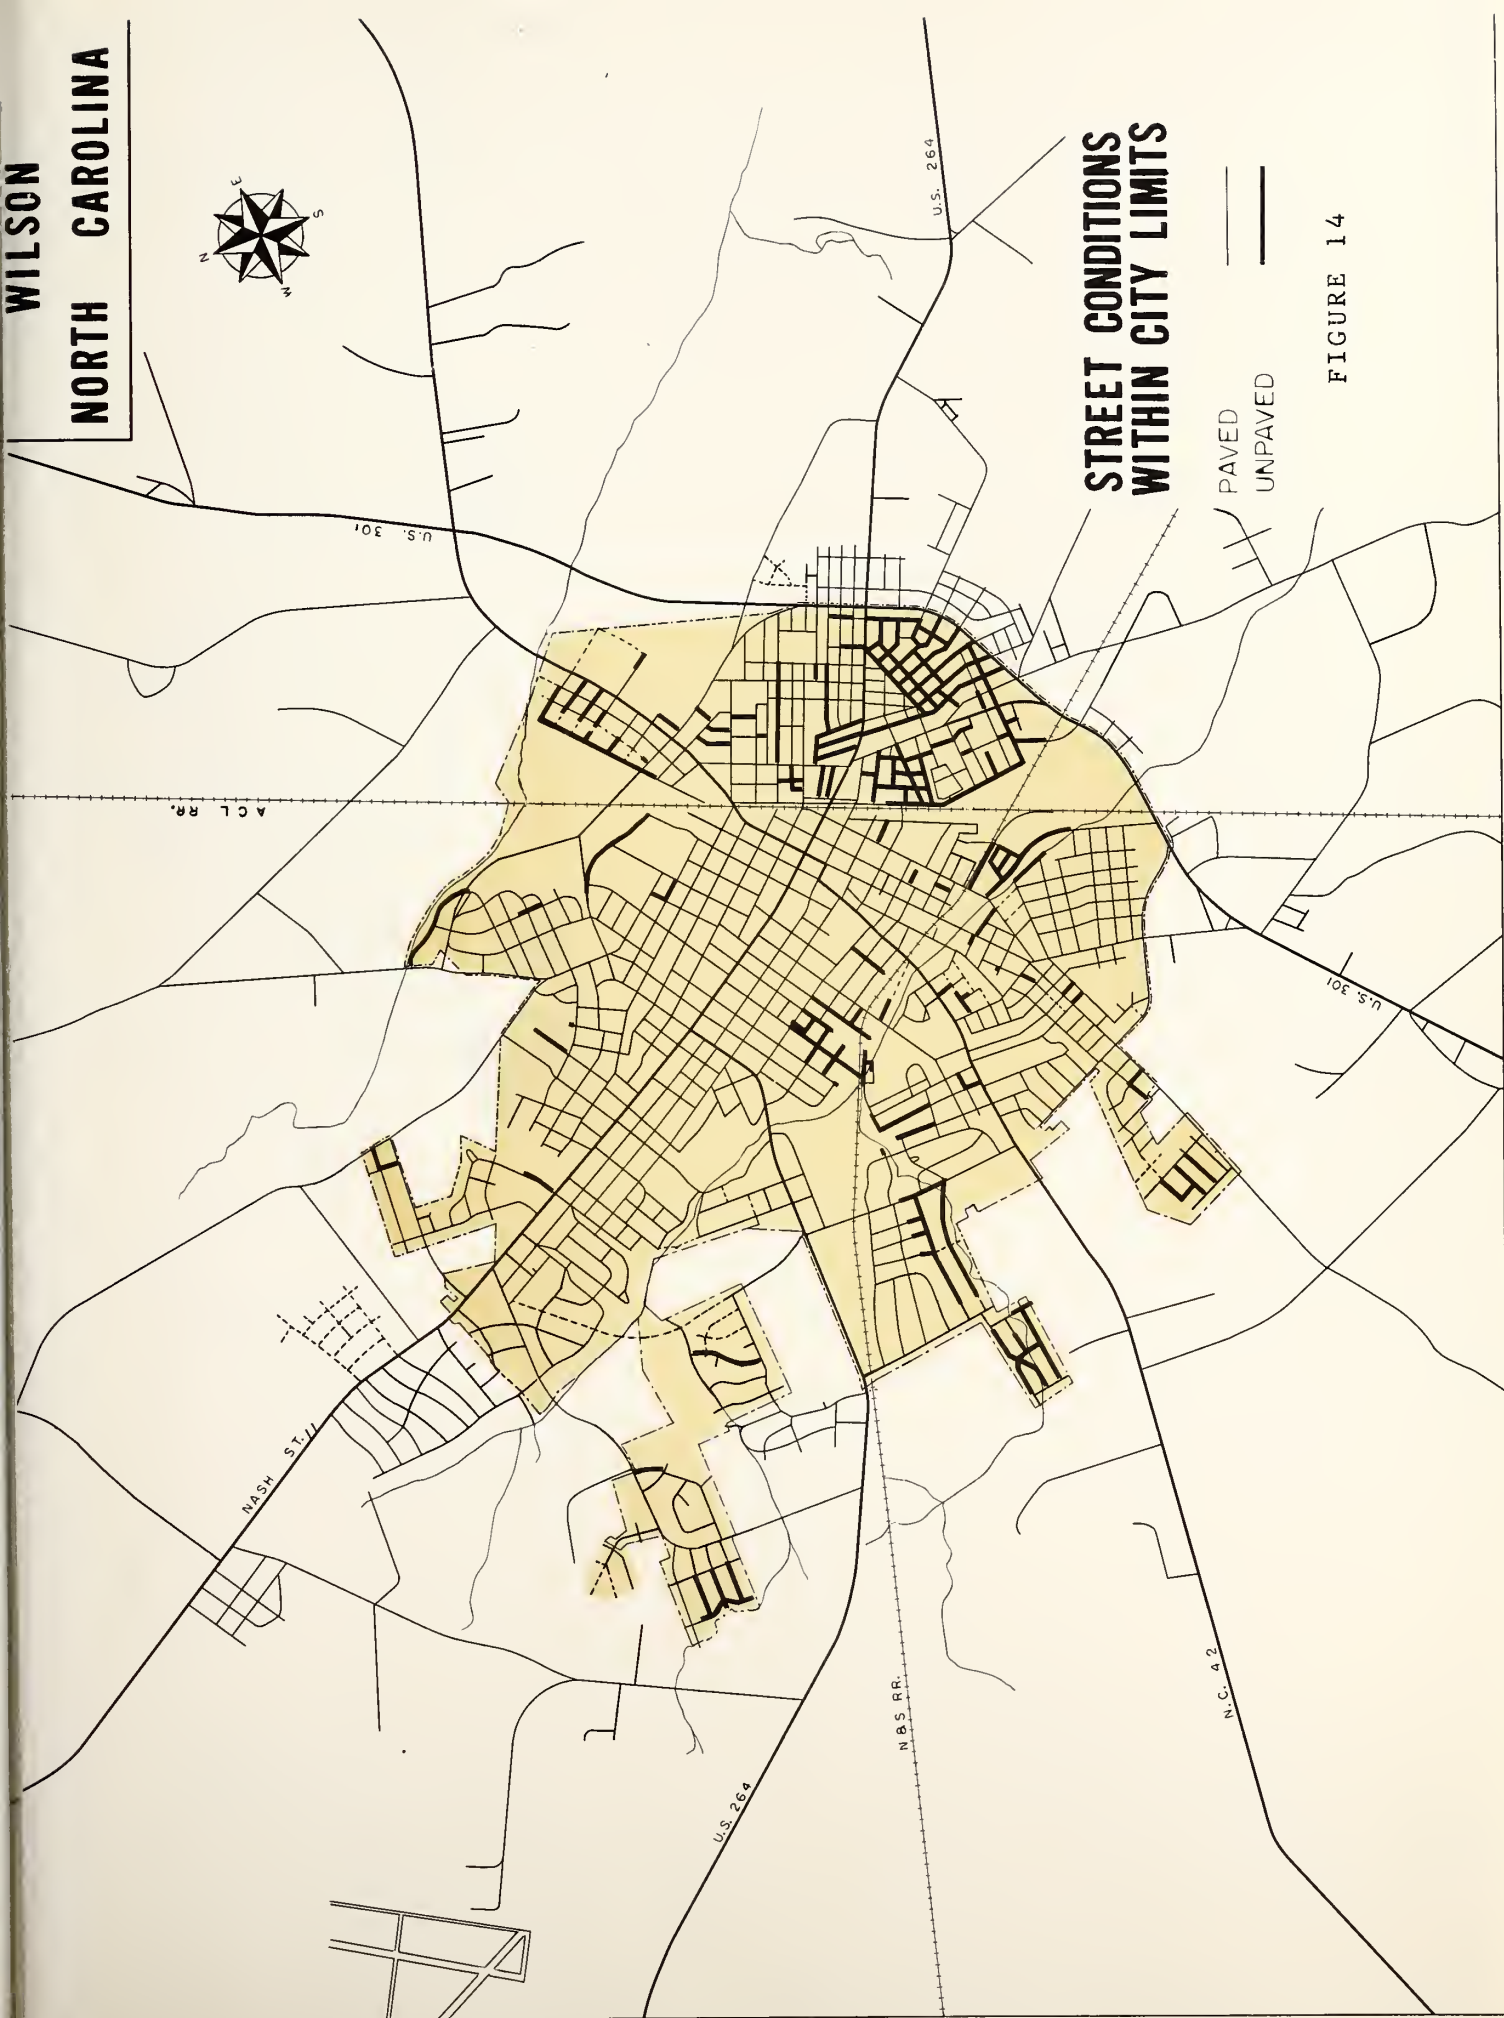 WILSON
NORTH CAROLINA
N
E
S
W
U.S. 301
A C L RR.
U.S. 264
STREET CONDITIONS
WITHIN CITY LIMITS
PAVED
UNPAVED
FIGURE 14
NASH ST.
U.S. 301
U.S. 264
N & S RR.
N.C. 42